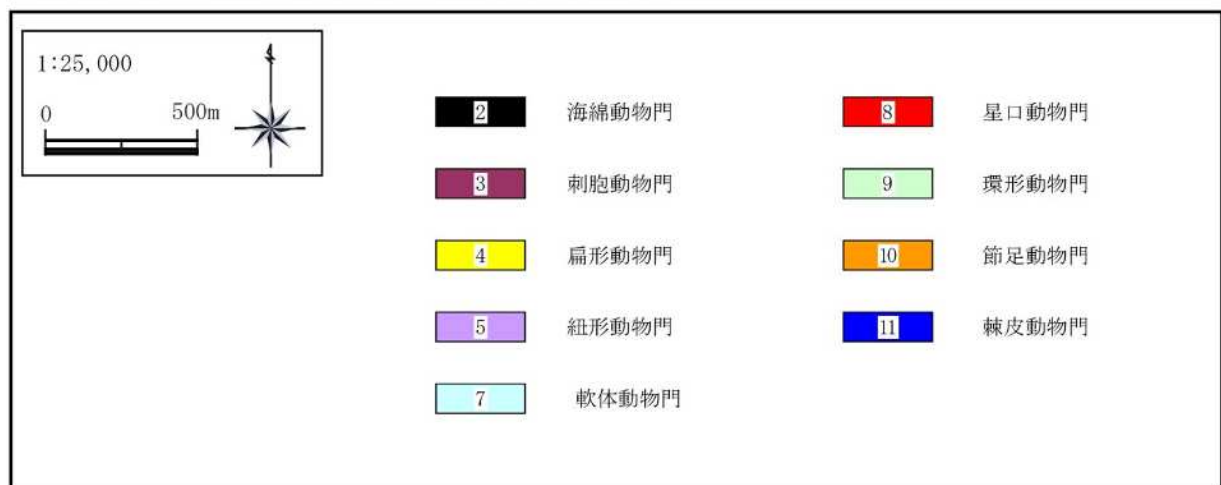 1:25,000
0 500m
2 海綿動物門
3 刺胞動物門
4 扁形動物門
5 紐形動物門
7 軟体動物門
8 星口動物門
9 環形動物門
10 節足動物門
11 棘皮動物門